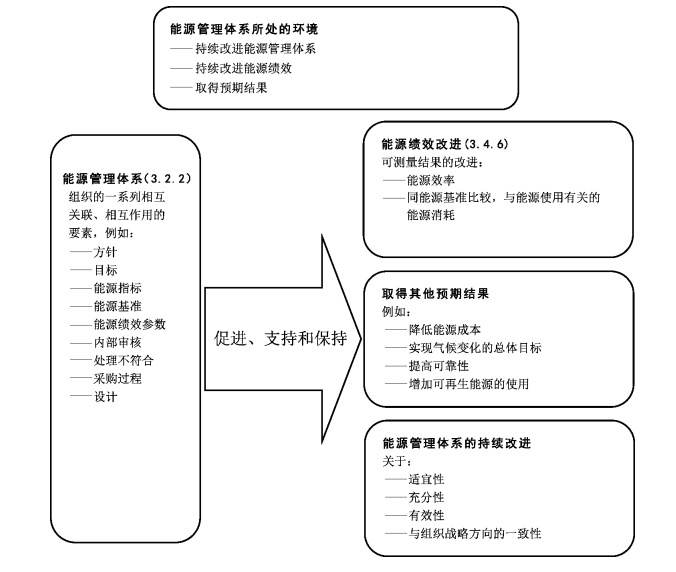 能源管理体系所处的环境
——持续改进能源管理体系
——持续改进能源绩效
——取得预期结果
能源管理体系(3.2.2)
组织的一系列相互
关联、相互作用的
要素，例如：
——方针
——目标
——能源指标
——能源基准
——能源绩效参数
——内部审核
——处理不符合
——采购过程
——设计
促进、支持和保持
能源绩效改进(3.4.6)
可测量结果的改进：
——能源效率
——同能源基准比较，与能源使用有关的
能源消耗
取得其他预期结果
例如：
——降低能源成本
——实现气候变化的总体目标
——提高可靠性
——增加可再生能源的使用
能源管理体系的持续改进
关于：
——适宜性
——充分性
——有效性
——与组织战略方向的一致性